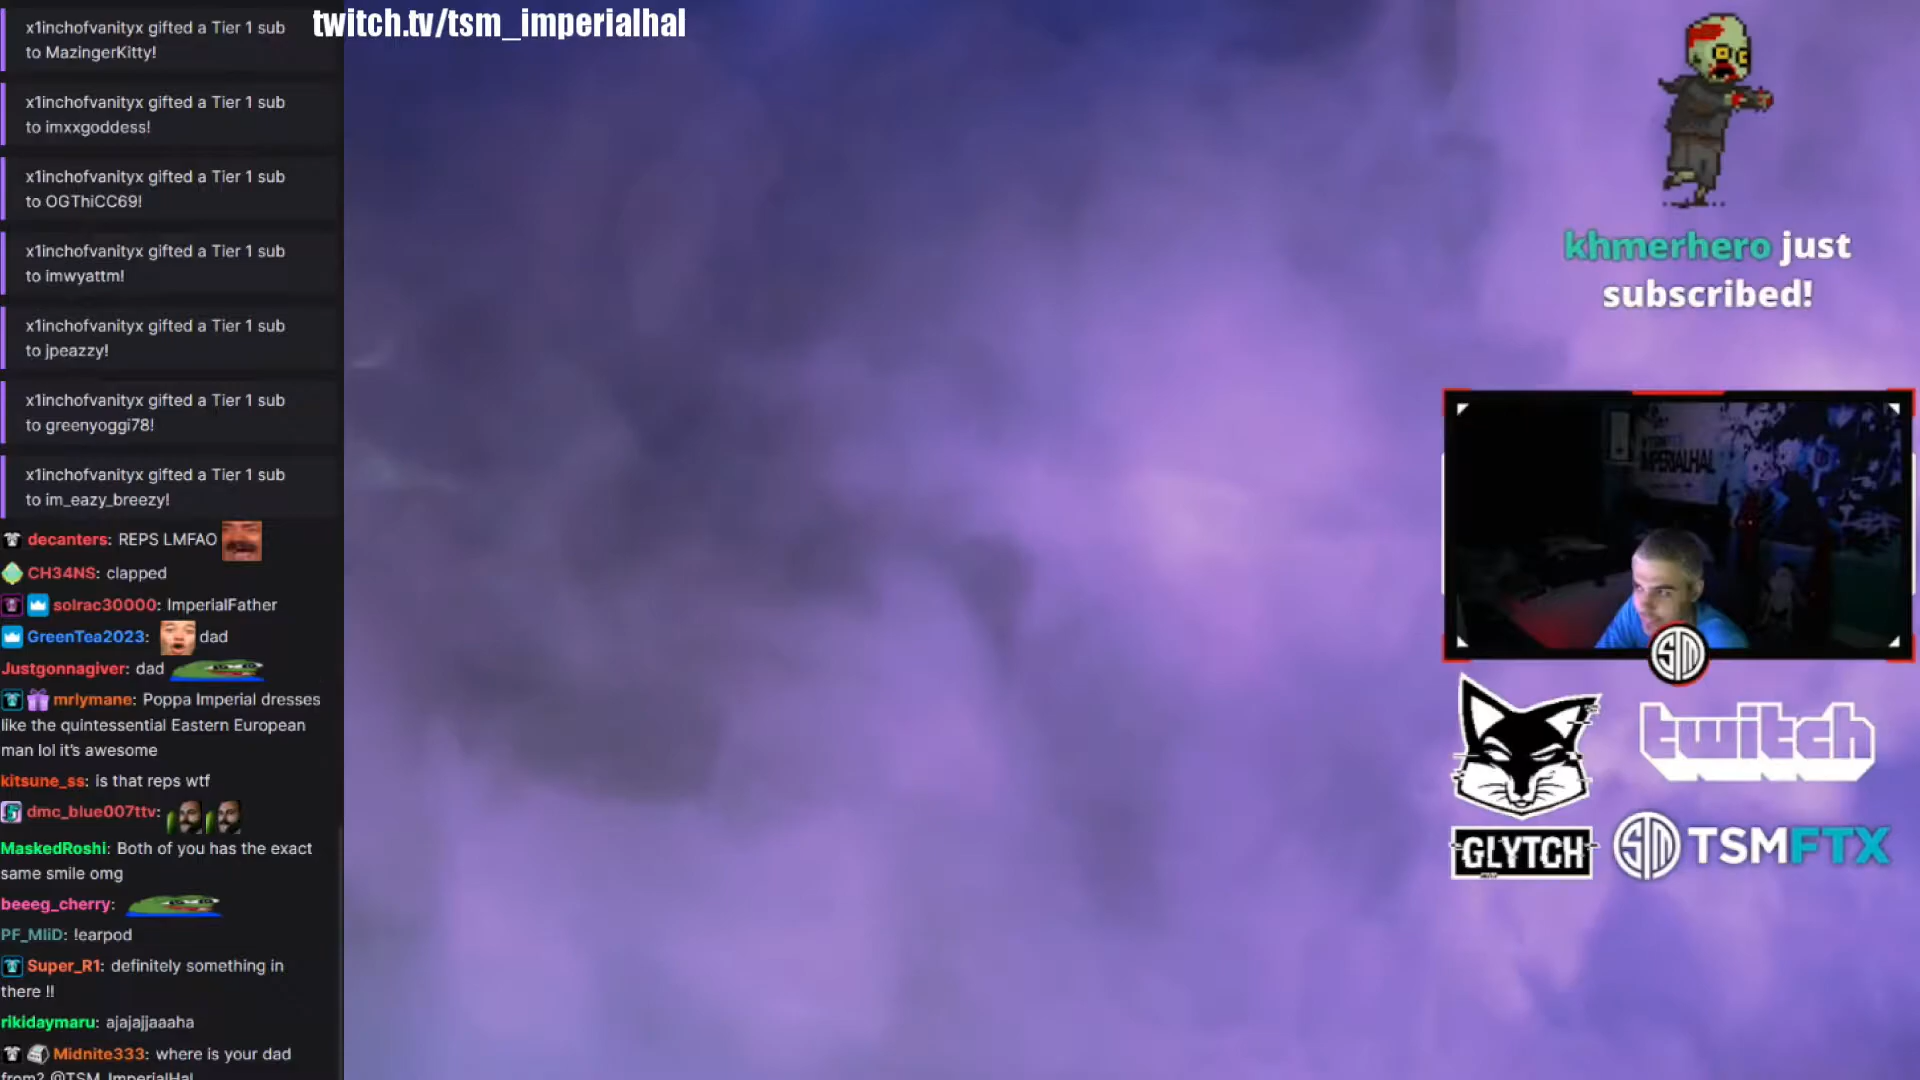 x1inchofvanityx gifted a Tier 1 sub
to MazingerKitty!
x1inchofvanityx gifted a Tier 1 sub
to imxxgoddess!
x1inchofvanityx gifted a Tier 1 sub
to OGThiCC69!
x1inchofvanityx gifted a Tier 1 sub
to imwyattm!
x1inchofvanityx gifted a Tier 1 sub
to jpeazzy!
x1inchofvanityx gifted a Tier 1 sub
to greenyoggi78!
x1inchofvanityx gifted a Tier 1 sub
to im_eazy_breezy!
decanters: REPS LMFAO
CH34NS: clapped
solrac30000: ImperialFather
GreenTea2023: dad
Justgonnagiver: dad
mrlymane: Poppa Imperial dresses
like the quintessential Eastern European
man lol it's awesome
kitsune_ss: is that reps wtf
dmc_blue007ttv:
MaskedRoshi: Both of you has the exact
same smile omg
beeeg_cherry:
PF_MliD: !earpod
Super_R1: definitely something in
there !!
rikidaymaru: ajajajjaaaha
Midnite333: where is your dad
from? @TSM_ImperialHal
twitch.tv/tsm_imperialhal
khmerhero just
subscribed!
IMPERIALHAL
TSM
twitch
GLYTCH
TSM TSMFTX